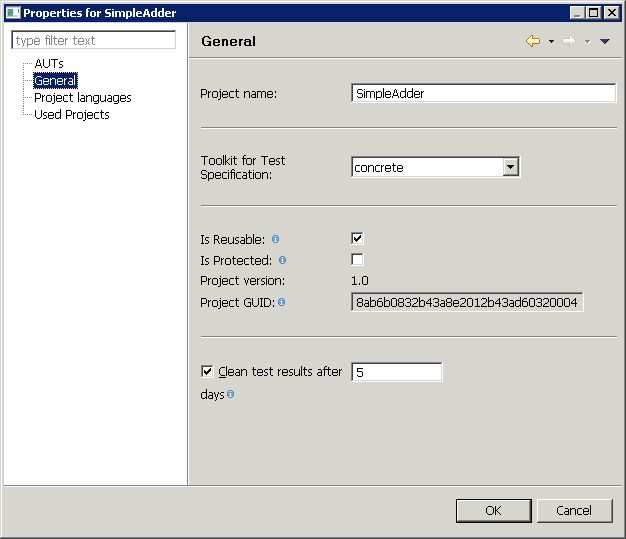 Properties for SimpleAdder
type filter text
AUTs
General
Project languages
Used Projects
General
Project name:
SimpleAdder
Toolkit for Test
Specification:
concrete
Is Reusable:
Is Protected:
Project version:
1.0
Project GUID:
8ab6b0832b43a8e2012b43ad60320004
Clean test results after
5
days
OK
Cancel